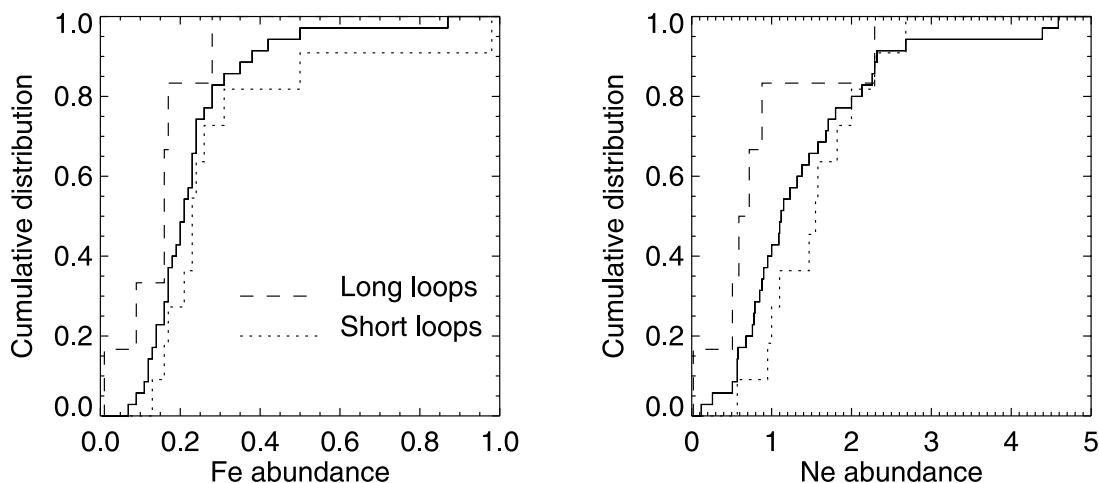 1.0
0.8
0.6
0.4
0.2
0.0
Cumulative distribution
Long loops
Short loops
0.0 0.2 0.4 0.6 0.8 1.0
Fe abundance
1.0
0.8
0.6
0.4
0.2
0.0
Cumulative distribution
0 1 2 3 4 5
Ne abundance